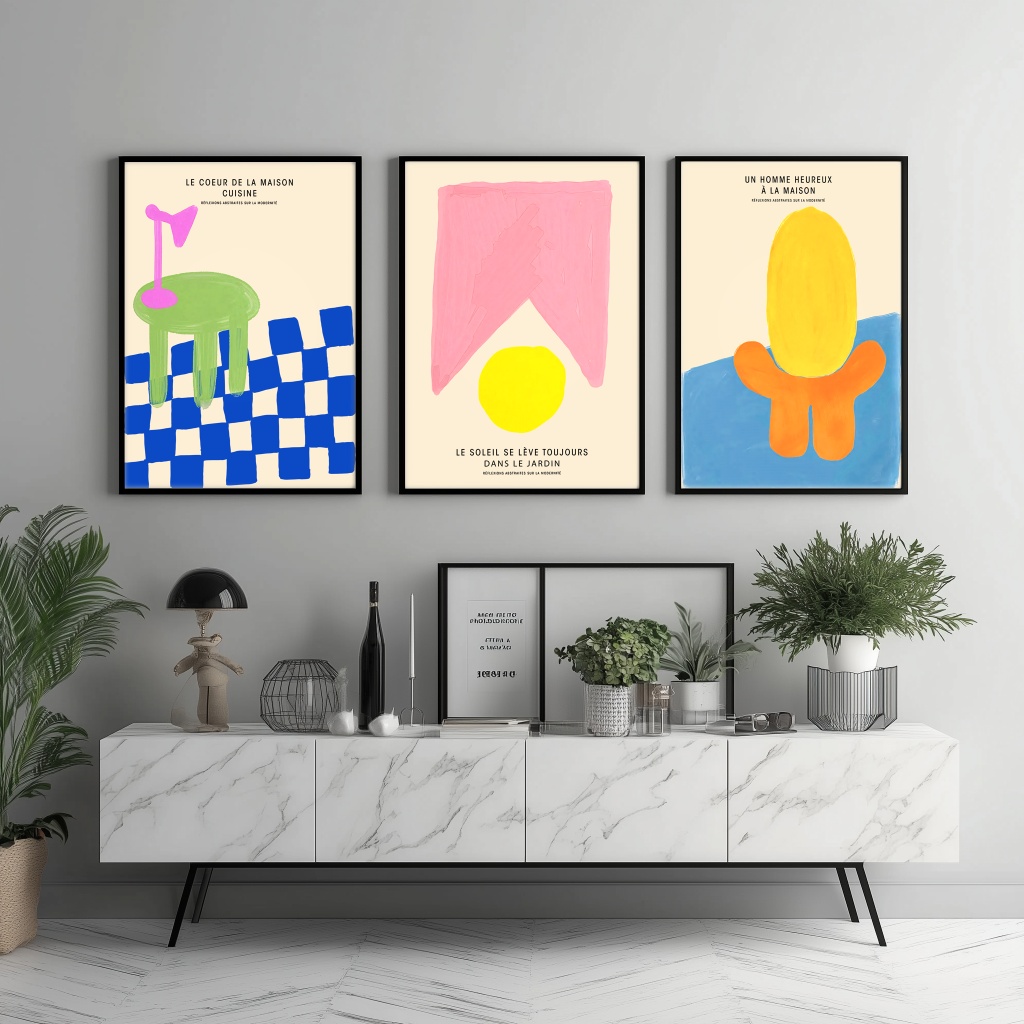 LE COEUR DE LA MAISON
CUISINE
RÉFLEXIONS ABSTRAITES SUR LA MODERNITÉ
LE SOLEIL SE LÈVE TOUJOURS
DANS LE JARDIN
RÉFLEXIONS ABSTRAITES SUR LA MODERNITÉ
UN HOMME HEUREUX
À LA MAISON
RÉFLEXIONS ABSTRAITES SUR LA MODERNITÉ